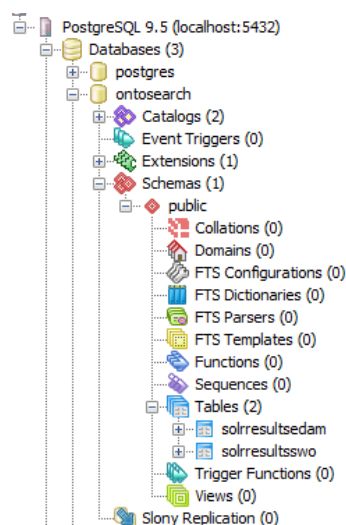 PostgreSQL 9.5 (localhost:5432)
Databases (3)
postgres
ontosearch
Catalogs (2)
Event Triggers (0)
Extensions (1)
Schemas (1)
public
Collations (0)
Domains (0)
FTS Configurations (0)
FTS Dictionaries (0)
FTS Parsers (0)
FTS Templates (0)
Functions (0)
Sequences (0)
Tables (2)
solrresultsedam
solrresultsswo
Trigger Functions (0)
Views (0)
Slony Replication (0)